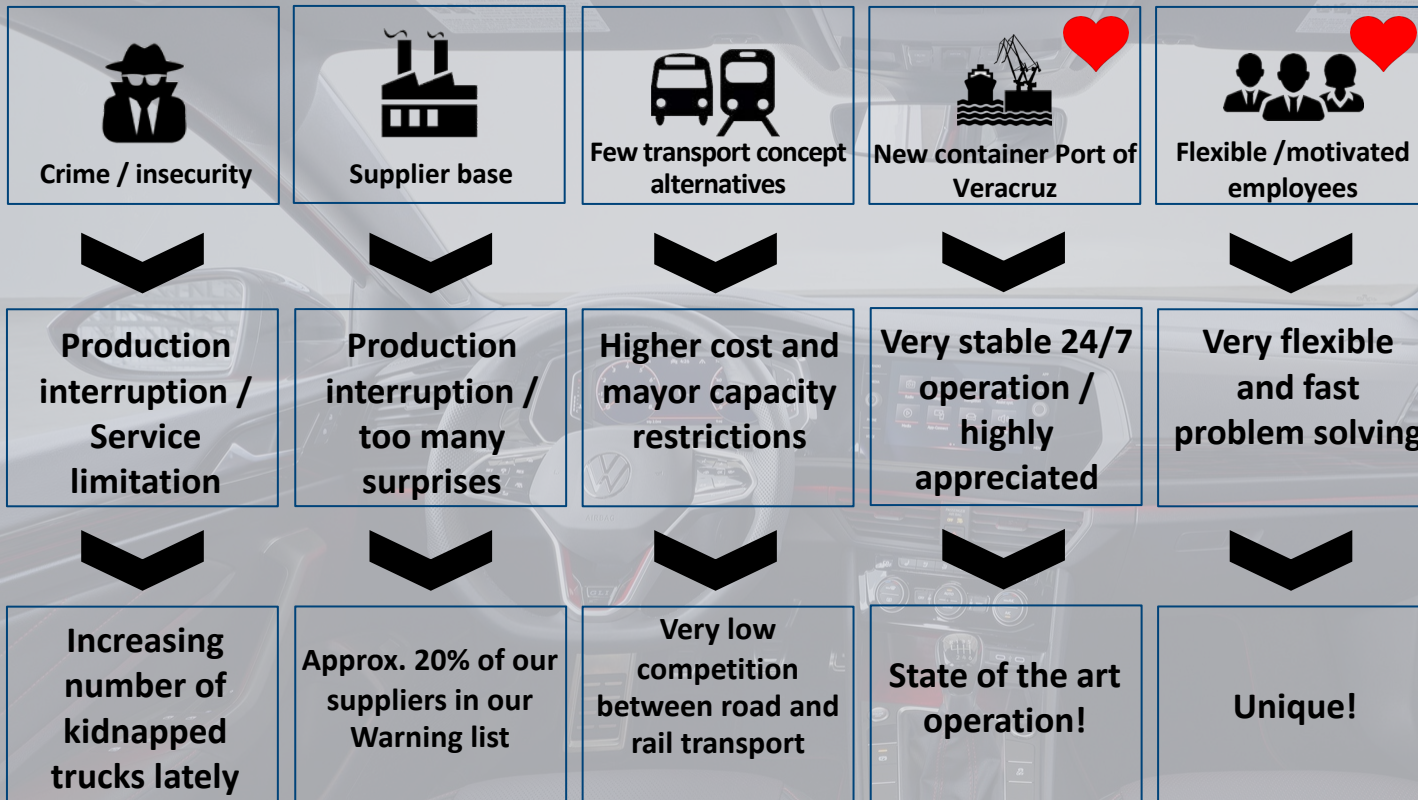 Crime / insecurity
Supplier base
Few transport concept
alternatives
New container Port of
Veracruz
Flexible /motivated
employees
Production
interruption /
Service
limitation
Production
interruption /
too many
surprises
Higher cost and
mayor capacity
restrictions
Very stable 24/7
operation /
highly
appreciated
Very flexible
and fast
problem solving
Increasing
number of
kidnapped
trucks lately
Approx. 20% of our
suppliers in our
Warning list
Very low
competition
between road and
rail transport
State of the art
operation!
Unique!